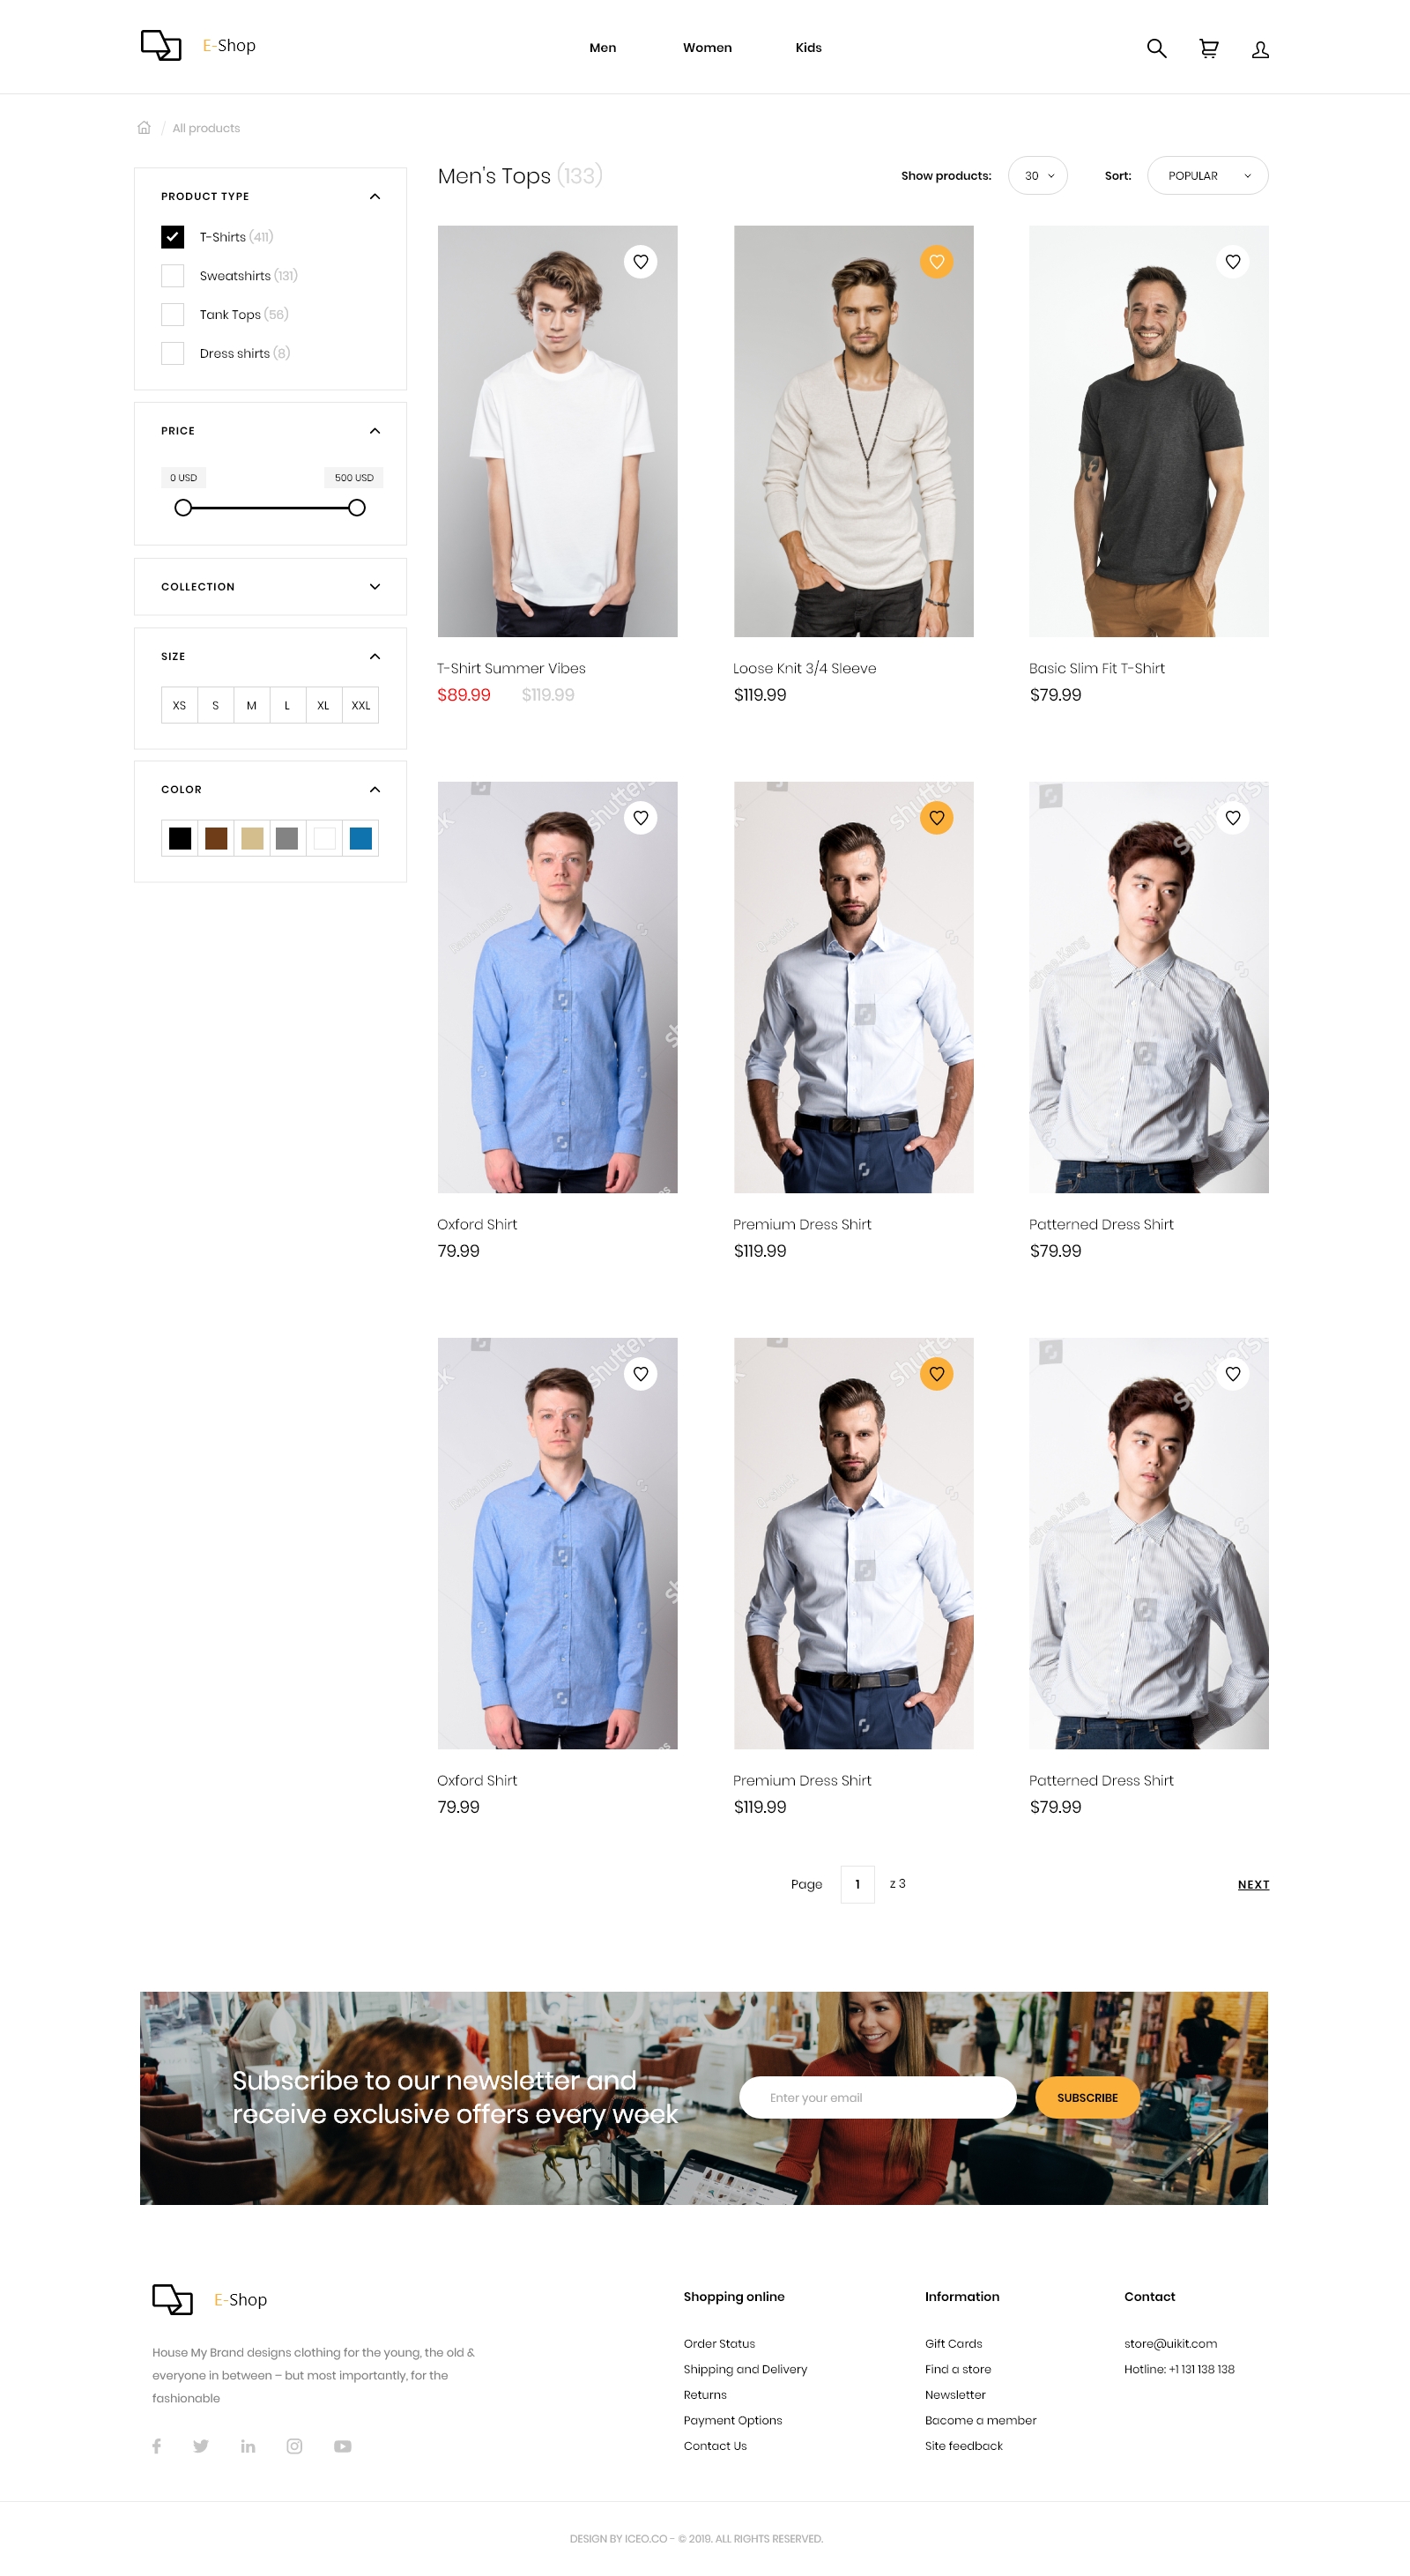 E-Shop
Men
Women
Kids
All products
PRODUCT TYPE
T-Shirts (411)
Sweatshirts (131)
Tank Tops (56)
Dress shirts (8)
PRICE
0 USD
500 USD
COLLECTION
SIZE
XS S M L XL XXL
COLOR
Men's Tops (133)
Show products: 30
Sort: POPULAR
T-Shirt Summer Vibes
$89.99 $119.99
Loose Knit 3/4 Sleeve
$119.99
Basic Slim Fit T-Shirt
$79.99
Oxford Shirt
79.99
Premium Dress Shirt
$119.99
Patterned Dress Shirt
$79.99
Oxford Shirt
79.99
Premium Dress Shirt
$119.99
Patterned Dress Shirt
$79.99
Page 1 z 3
NEXT
Subscribe to our newsletter and
receive exclusive offers every week
Enter your email
SUBSCRIBE
E-Shop
House My Brand designs clothing for the young, the old &
everyone in between – but most importantly, for the
fashionable
Shopping online
Order Status
Shipping and Delivery
Returns
Payment Options
Contact Us
Information
Gift Cards
Find a store
Newsletter
Bacome a member
Site feedback
Contact
store@uikit.com
Hotline: +1 131 138 138
DESIGN BY ICEO.CO - © 2019. ALL RIGHTS RESERVED.